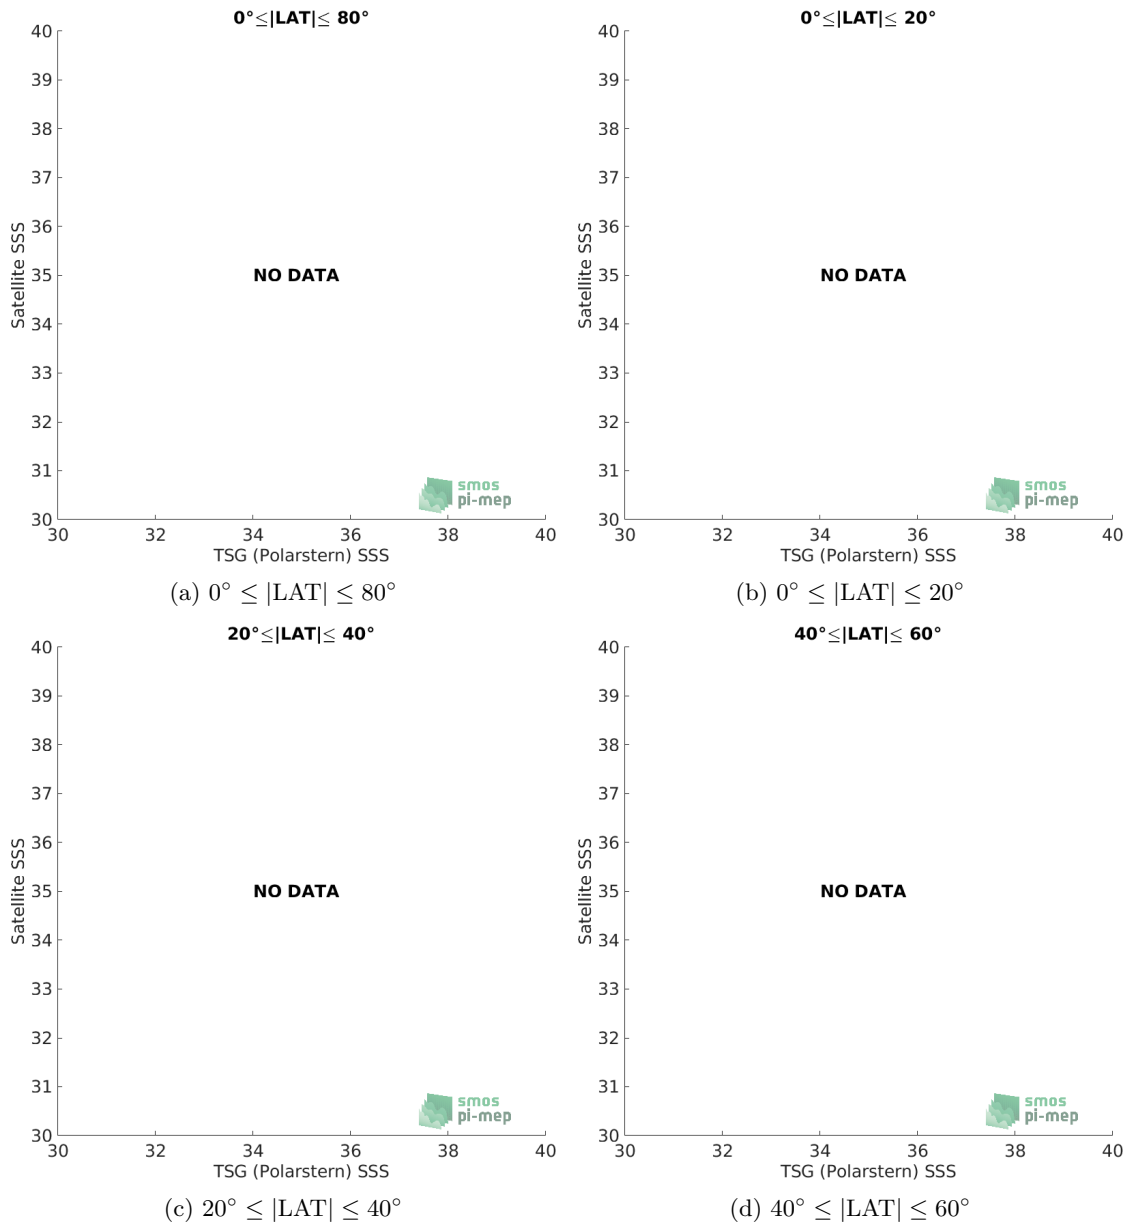 0°≤|LAT|≤ 80°
40
39
38
37
36
35
34
33
32
31
30
Satellite SSS
NO DATA
smos
pi-mep
30 32 34 36 38 40
TSG (Polarstern) SSS
(a) 0° ≤ |LAT| ≤ 80°
0°≤|LAT|≤ 20°
40
39
38
37
36
35
34
33
32
31
30
Satellite SSS
NO DATA
smos
pi-mep
30 32 34 36 38 40
TSG (Polarstern) SSS
(b) 0° ≤ |LAT| ≤ 20°
20°≤|LAT|≤ 40°
40
39
38
37
36
35
34
33
32
31
30
Satellite SSS
NO DATA
smos
pi-mep
30 32 34 36 38 40
TSG (Polarstern) SSS
(c) 20° ≤ |LAT| ≤ 40°
40°≤|LAT|≤ 60°
40
39
38
37
36
35
34
33
32
31
30
Satellite SSS
NO DATA
smos
pi-mep
30 32 34 36 38 40
TSG (Polarstern) SSS
(d) 40° ≤ |LAT| ≤ 60°